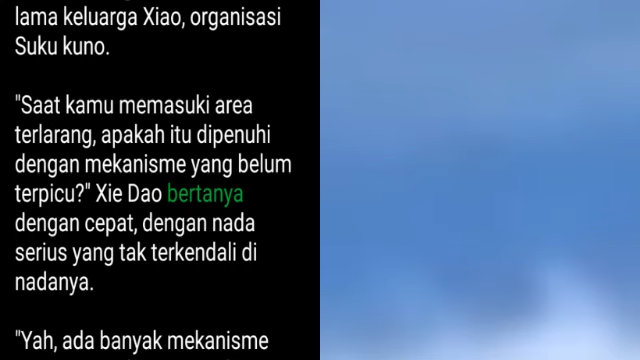 lama keluarga Xiao, organisasi
Suku kuno.
"Saat kamu memasuki area
terlarang, apakah itu dipenuhi
dengan mekanisme yang belum
terpicu?" Xie Dao bertanya
dengan cepat, dengan nada
serius yang tak terkendali di
nadanya.
"Yah, ada banyak mekanisme